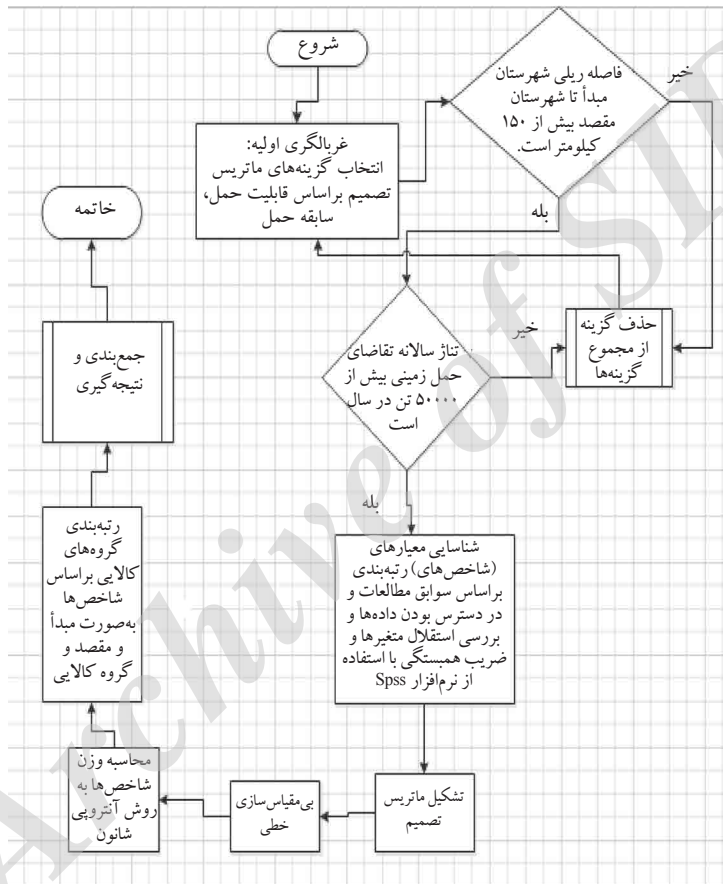 شروع
غربالگری اولیه:
انتخاب گزینه‌های ماتریس
تصمیم براساس قابلیت حمل،
سابقه حمل
فاصله ریلی شهرستان
مبدأ تا شهرستان
مقصد بیش از ۱۵۰
کیلومتر است.
خیر
بله
حذف گزینه
از مجموع
گزینه‌ها
تناژ سالانه تقاضای
حمل زمینی بیش از
۵۰۰۰۰ تن در سال
است
خیر
بله
شناسایی معیارهای
(شاخص‌های) رتبه‌بندی
براساس سوابق مطالعات و
در دسترس بودن داده‌ها و
بررسی استقلال متغیرها و
ضریب همبستگی با استفاده
از نرم‌افزار Spss
تشکیل ماتریس
تصمیم
بی‌مقیاس‌سازی
خطی
محاسبه وزن
شاخص‌ها به
روش آنتروپی
شانون
رتبه‌بندی
گروه‌های
کالایی براساس
شاخص‌ها
به‌صورت مبدأ
و مقصد و
گروه کالایی
جمع‌بندی و
نتیجه‌گیری
خاتمه
Archive of SID